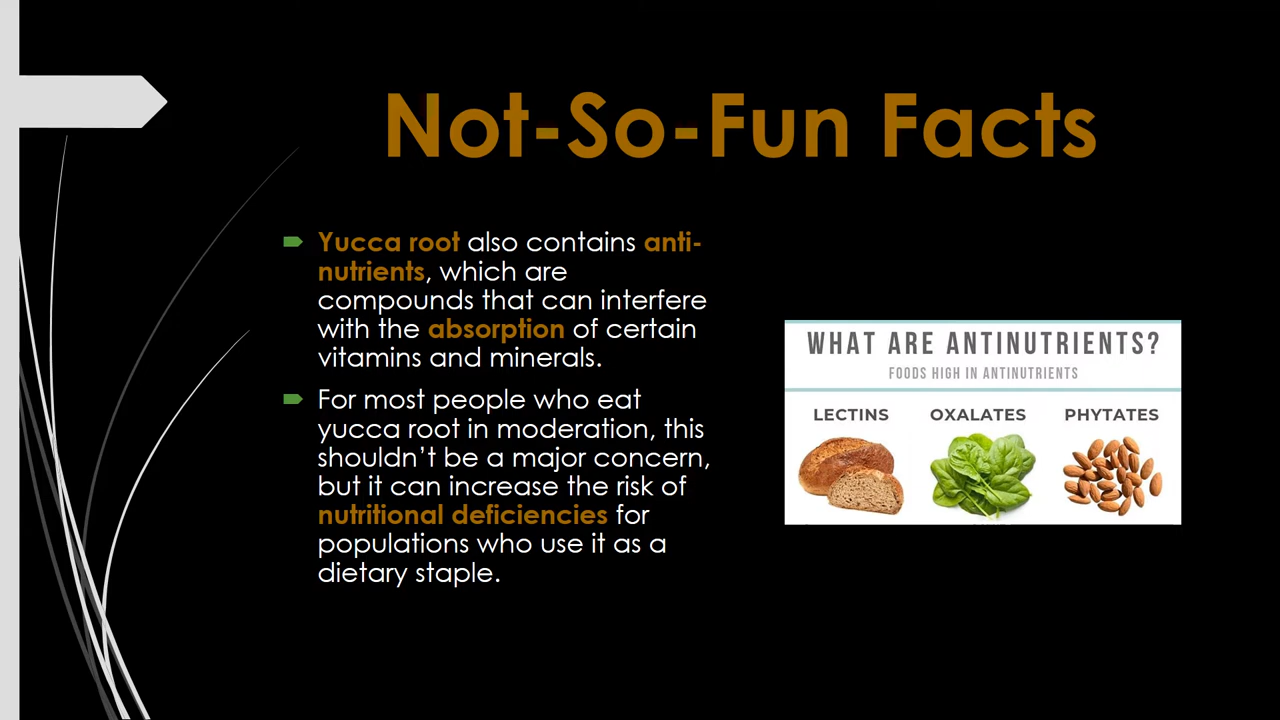 Not-So-Fun Facts
Yucca root also contains anti-
nutrients, which are
compounds that can interfere
with the absorption of certain
vitamins and minerals.
For most people who eat
yucca root in moderation, this
shouldn’t be a major concern,
but it can increase the risk of
nutritional deficiencies for
populations who use it as a
dietary staple.
WHAT ARE ANTINUTRIENTS?
FOODS HIGH IN ANTINUTRIENTS
LECTINS OXALATES PHYTATES